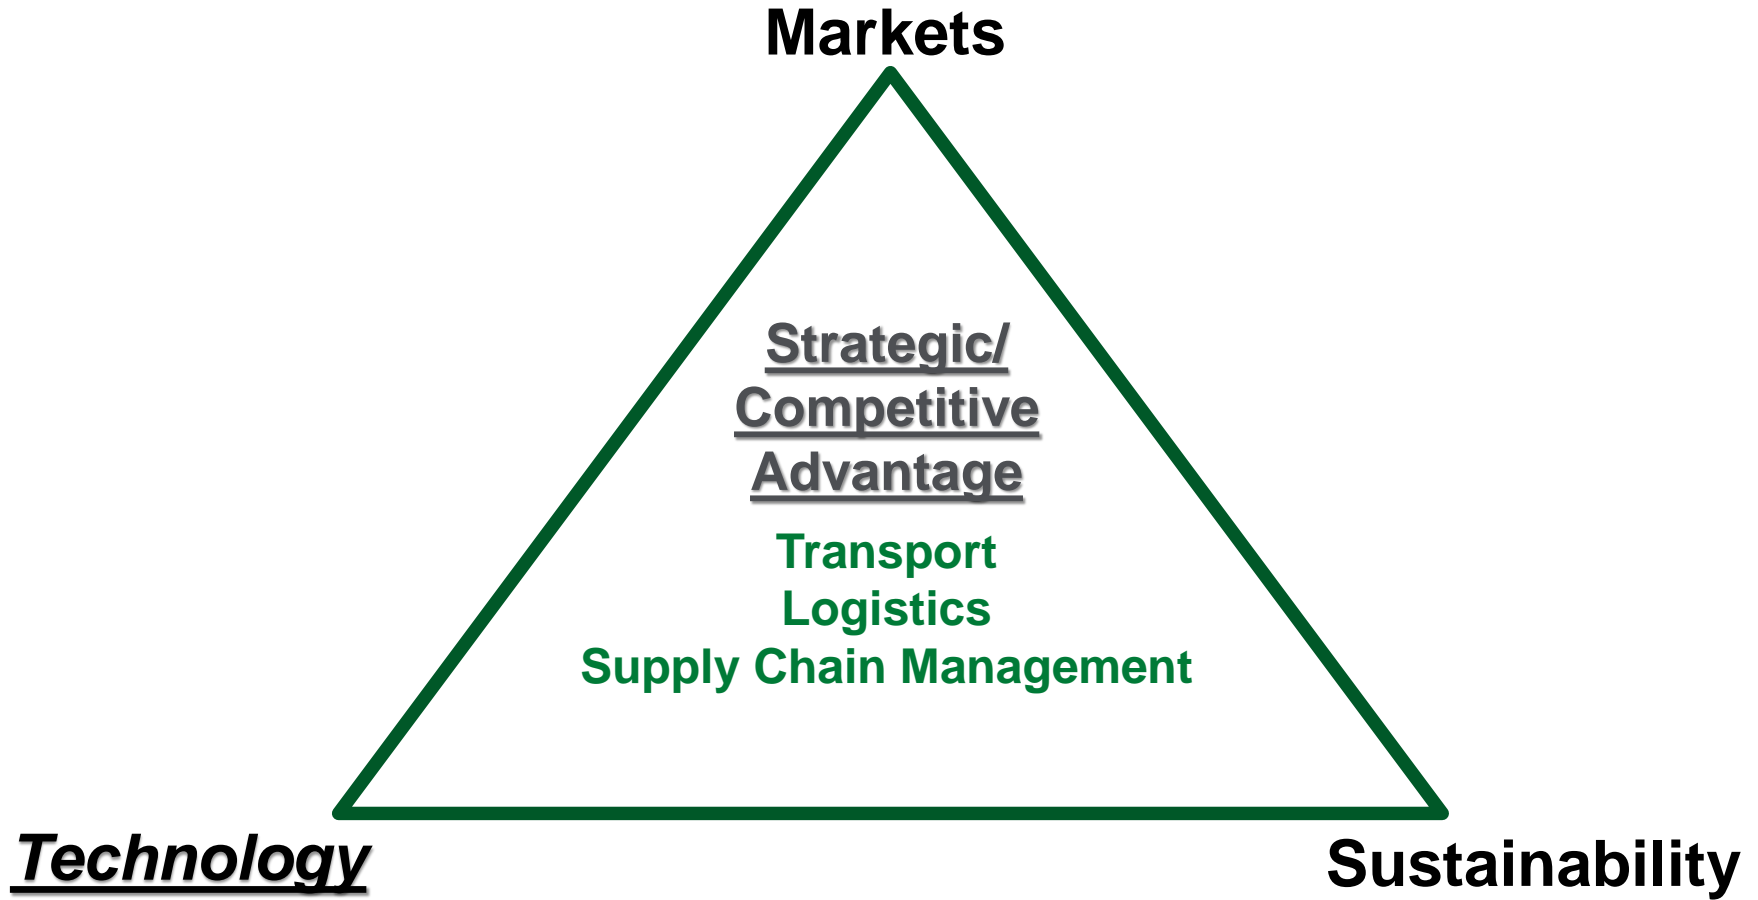 Markets
Strategic/
Competitive
Advantage
Transport
Logistics
Supply Chain Management
Technology
Sustainability